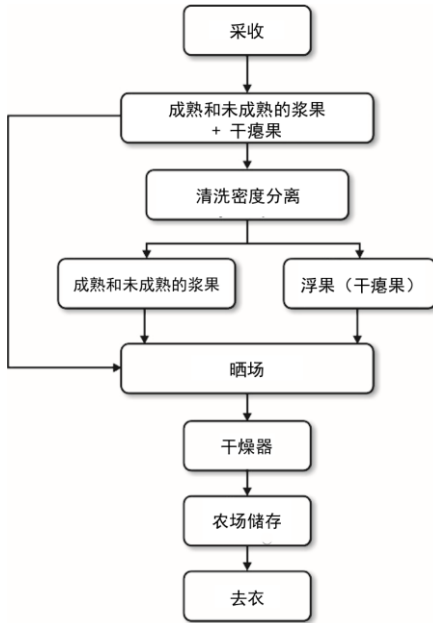 采收
成熟和未成熟的浆果
+ 干瘪果
清洗密度分离
成熟和未成熟的浆果
浮果（干瘪果）
晒场
干燥器
农场储存
去衣